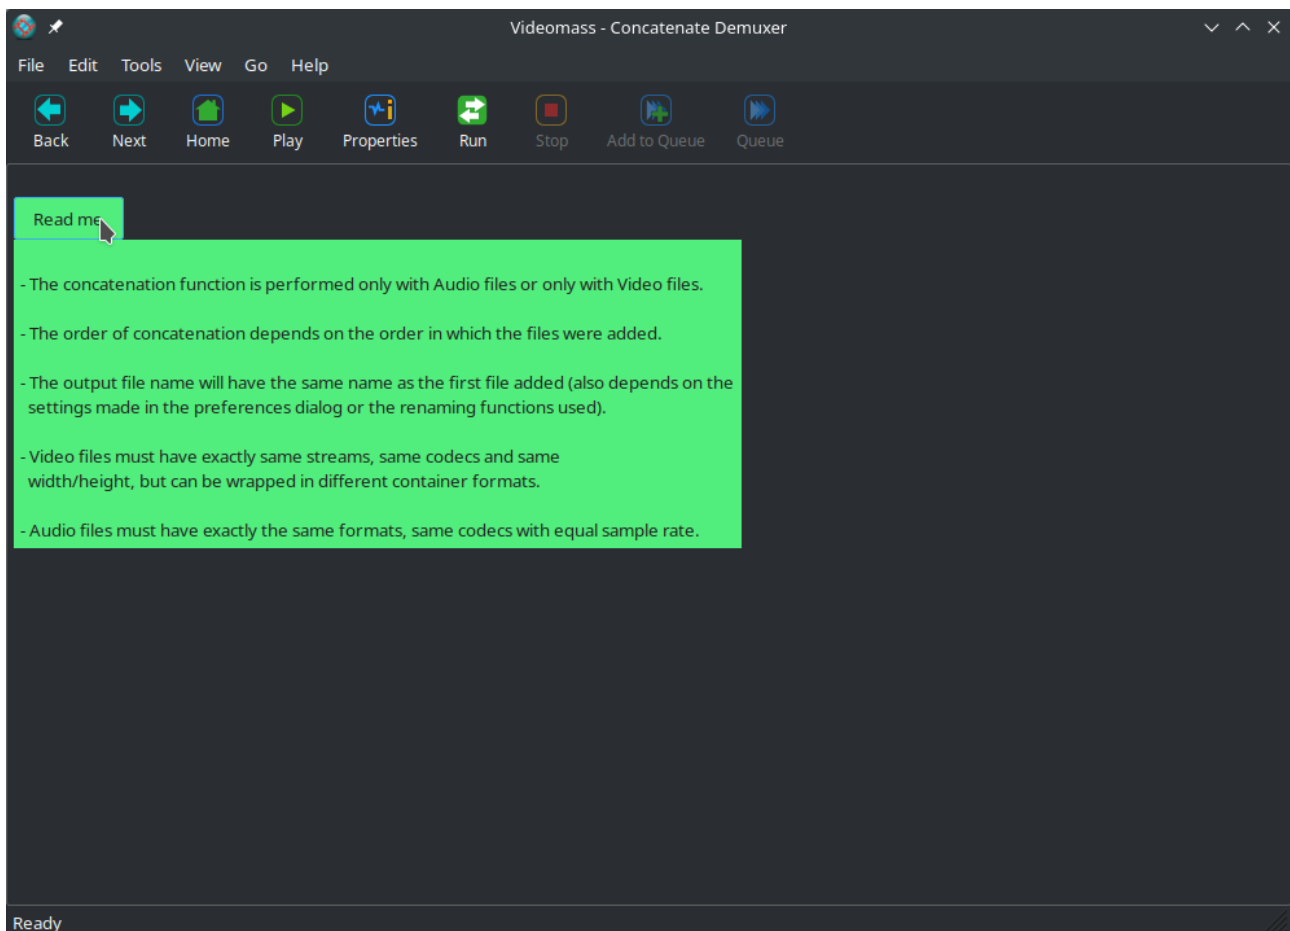 Videomass - Concatenate Demuxer
File Edit Tools View Go Help
Back Next Home Play Properties Run Stop Add to Queue Queue
Read me
- The concatenation function is performed only with Audio files or only with Video files.
- The order of concatenation depends on the order in which the files were added.
- The output file name will have the same name as the first file added (also depends on the
settings made in the preferences dialog or the renaming functions used).
- Video files must have exactly same streams, same codecs and same
width/height, but can be wrapped in different container formats.
- Audio files must have exactly the same formats, same codecs with equal sample rate.
Ready